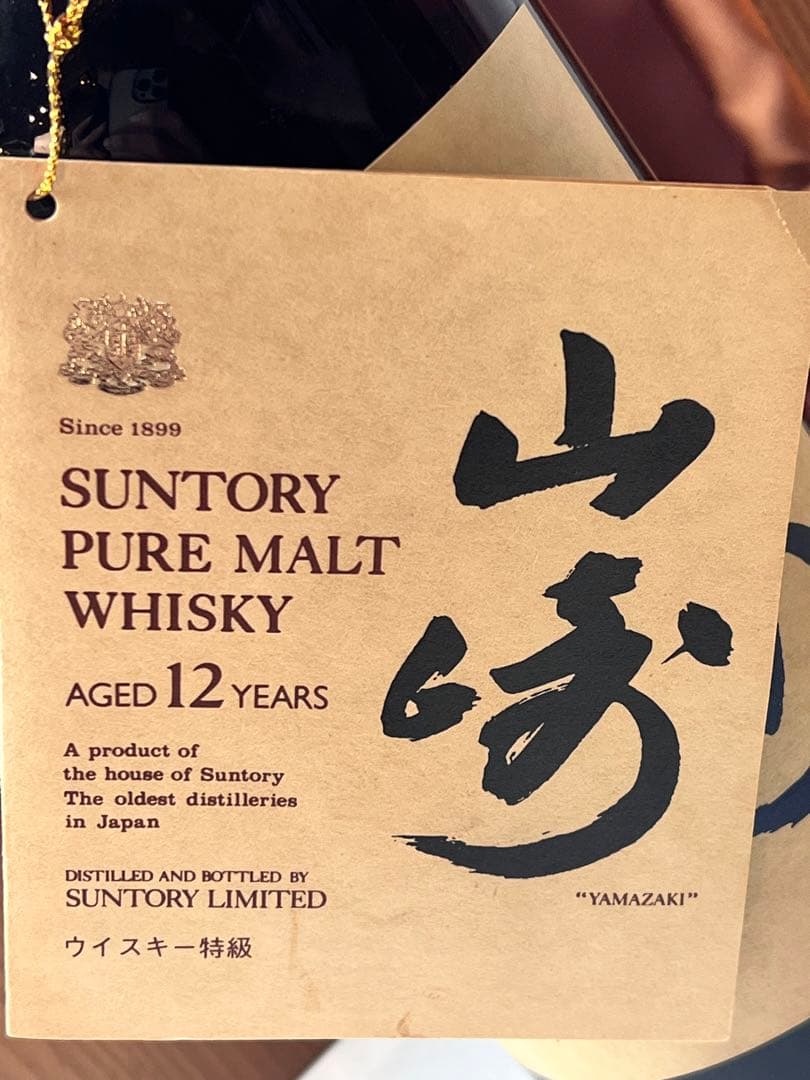 Since 1899
SUNTORY
PURE MALT
WHISKY
AGED 12 YEARS
A product of
the house of Suntory
The oldest distilleries
in Japan
DISTILLED AND BOTTLED BY
SUNTORY LIMITED
ウイスキー特級
山崎
“YAMAZAKI”